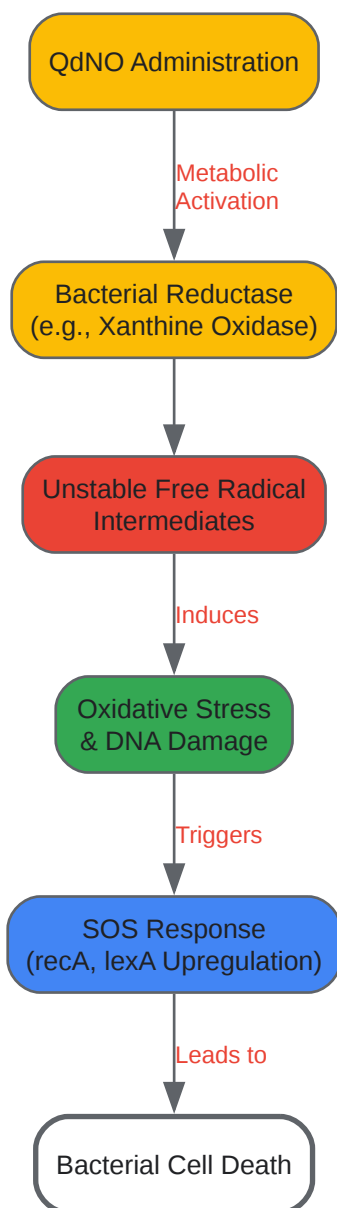 QdNO Administration
Metabolic
Activation
Bacterial Reductase
(e.g., Xanthine Oxidase)
Unstable Free Radical
Intermediates
Induces
Oxidative Stress
& DNA Damage
Triggers
SOS Response
(recA, lexA Upregulation)
Leads to
Bacterial Cell Death